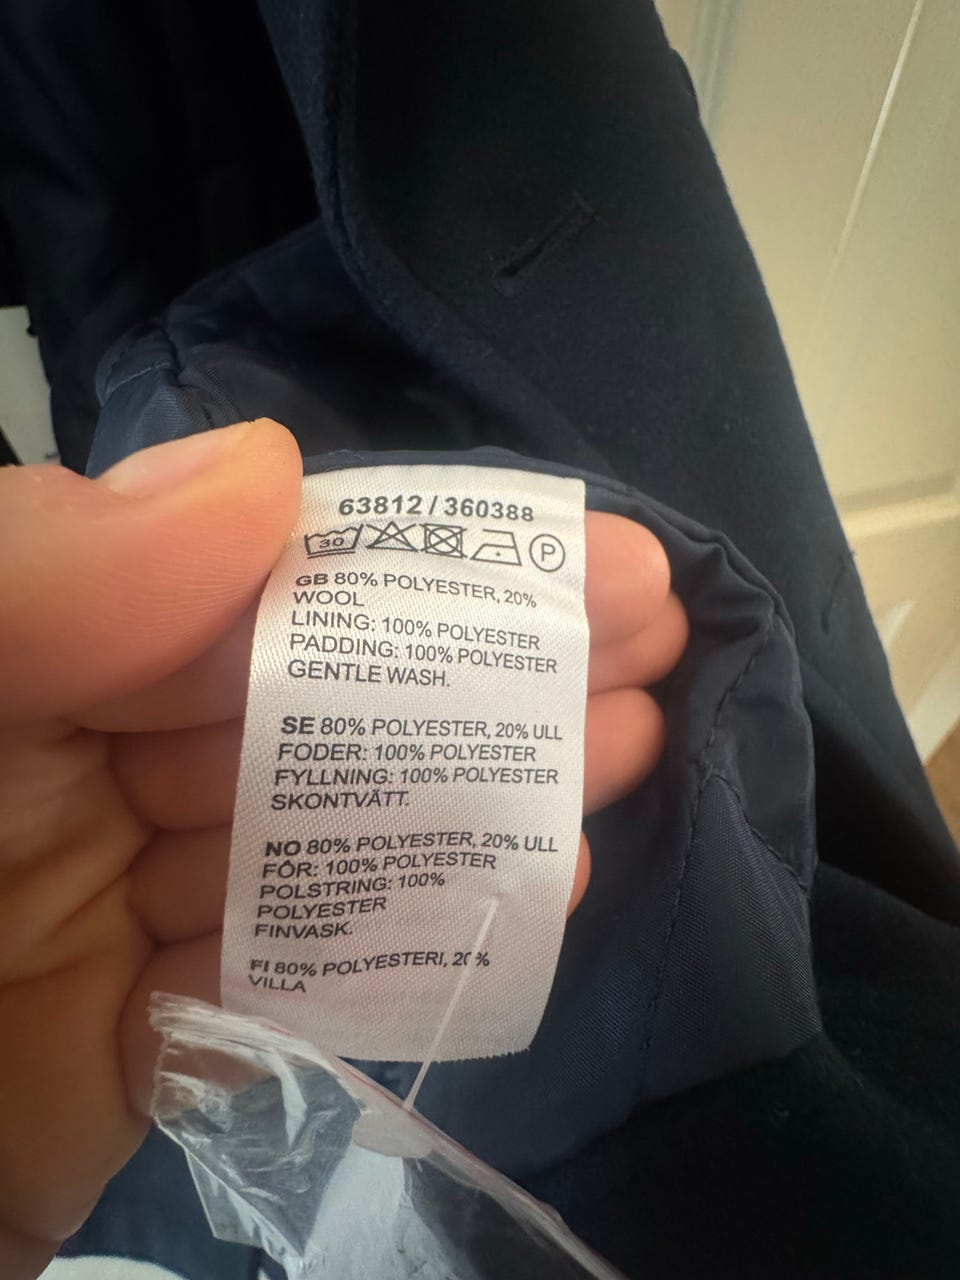 63812 / 360388
30 P
GB 80% POLYESTER, 20%
WOOL
LINING: 100% POLYESTER
PADDING: 100% POLYESTER
GENTLE WASH.
SE 80% POLYESTER, 20% ULL
FODER: 100% POLYESTER
FYLLNING: 100% POLYESTER
SKONTVÄTT.
NO 80% POLYESTER, 20% ULL
FÔR: 100% POLYESTER
POLSTRING: 100%
POLYESTER
FINVASK.
FI 80% POLYESTERI, 20%
VILLA